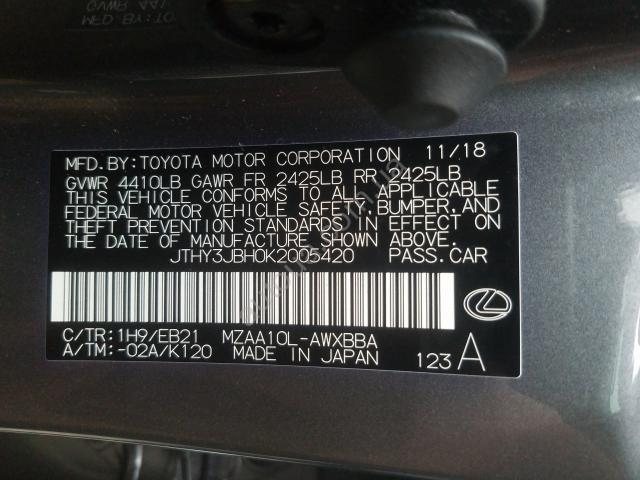 MFD.BY:TOYOTA MOTOR CORPORATION 11/18
GVWR 4410LB GAWR FR 2425LB RR 2425LB
THIS VEHICLE CONFORMS TO ALL APPLICABLE
FEDERAL MOTOR VEHICLE SAFETY, BUMPER, AND
THEFT PREVENTION STANDARDS IN EFFECT ON
THE DATE OF MANUFACTURE SHOWN ABOVE.
JTHY3JBH0K2005420 PASS.CAR
C/TR:1H9/EB21 MZAA10L-AWXBBA
A/TM:-02A/K120 MADE IN JAPAN 123 A